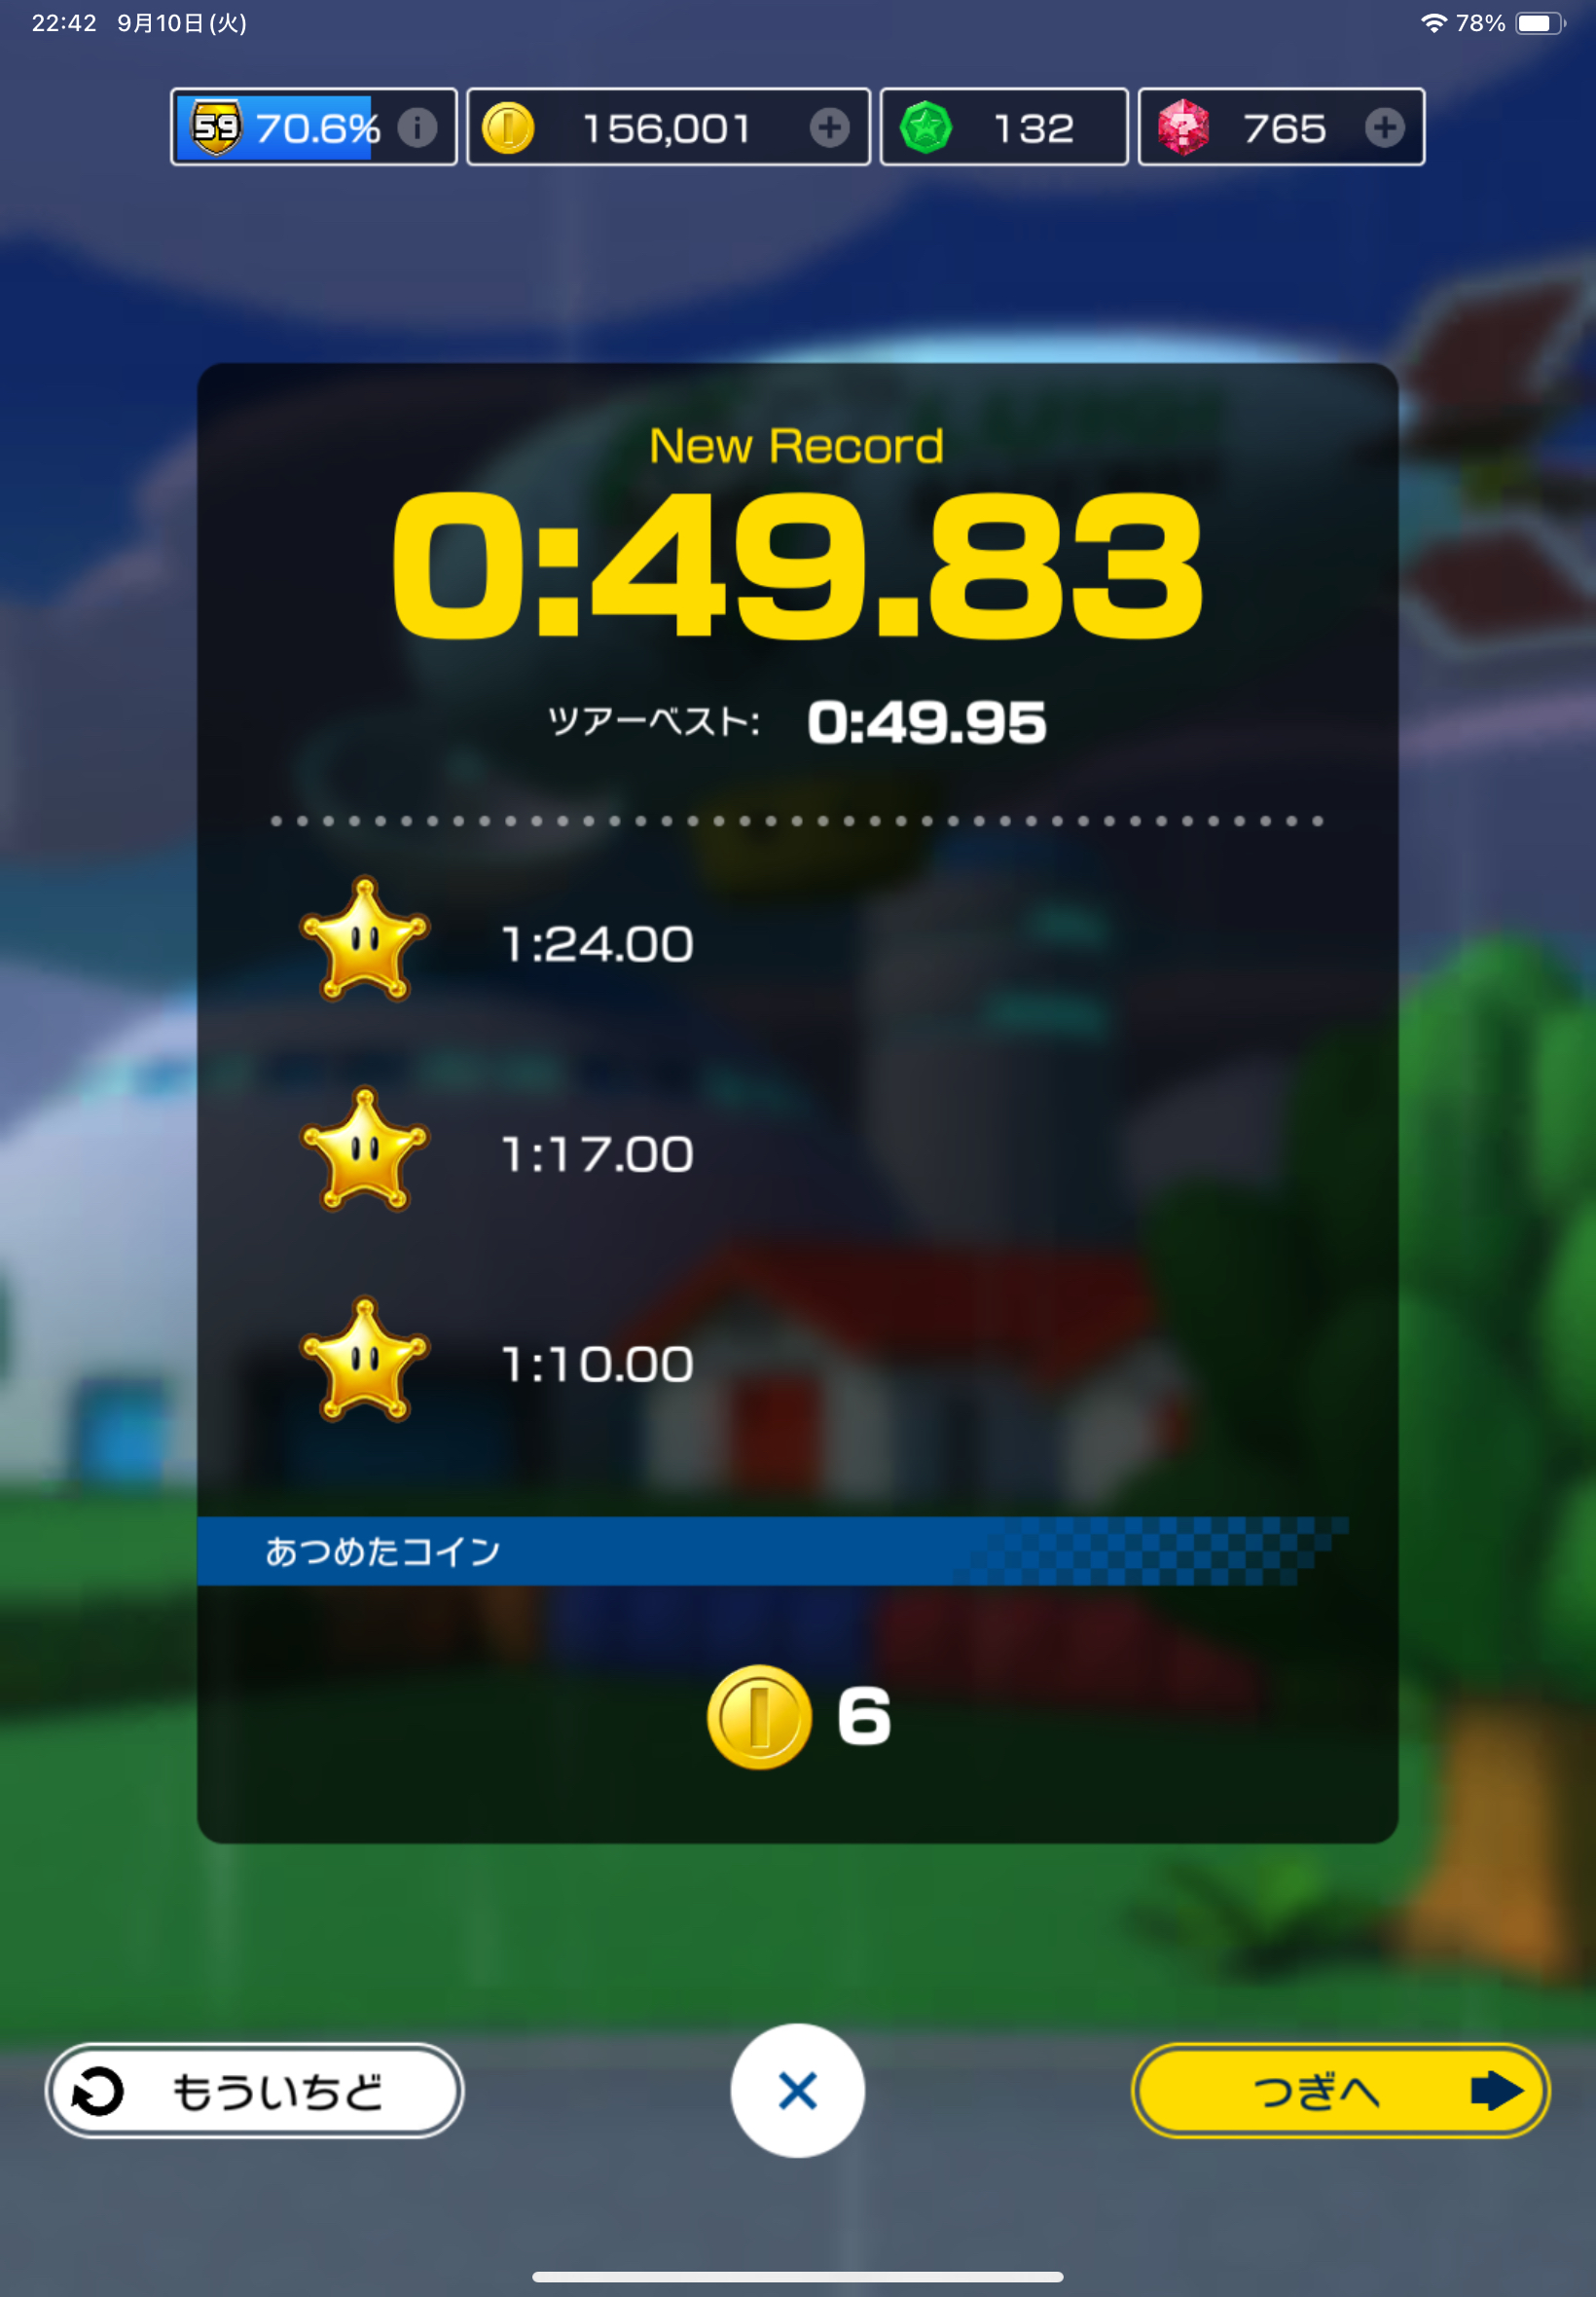 22:42 9月10日(火) 78%
59 70.6% i 156,001 + 132 ? 765 +
New Record
0:49.83
ツアーベスト: 0:49.95
1:24.00
1:17.00
1:10.00
あつめたコイン
6
もういちど × つぎへ